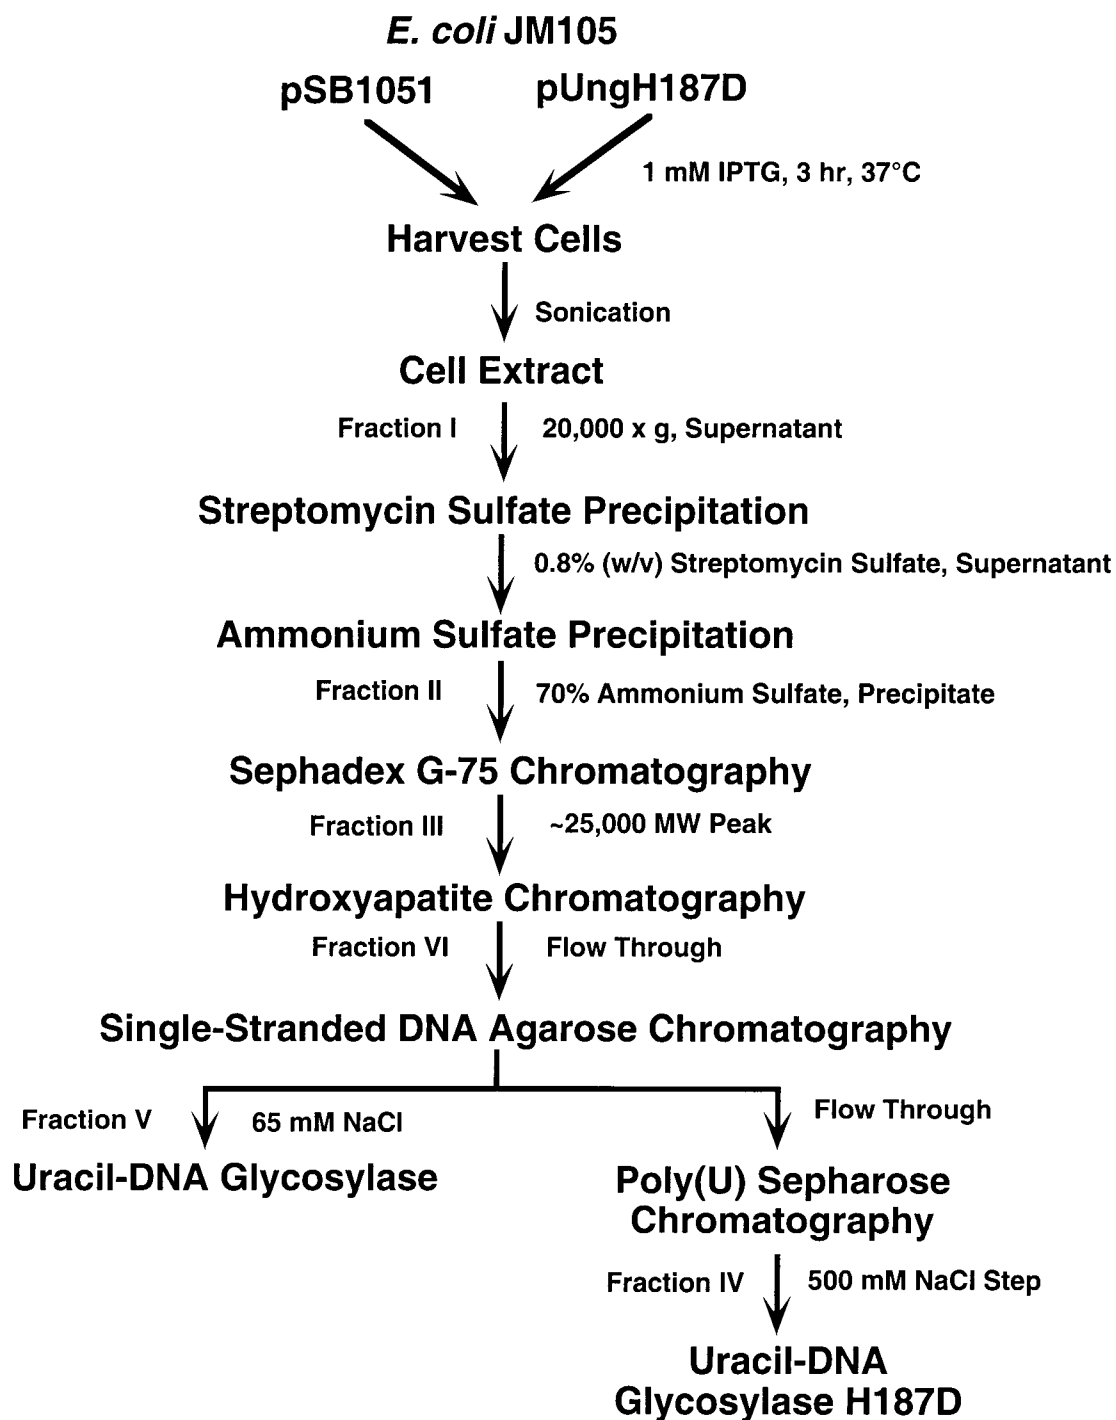 E. coli JM105
pSB1051 pUngH187D
1 mM IPTG, 3 hr, 37°C
Harvest Cells
Sonication
Cell Extract
Fraction I 20,000 x g, Supernatant
Streptomycin Sulfate Precipitation
0.8% (w/v) Streptomycin Sulfate, Supernatant
Ammonium Sulfate Precipitation
Fraction II 70% Ammonium Sulfate, Precipitate
Sephadex G-75 Chromatography
Fraction III ~25,000 MW Peak
Hydroxyapatite Chromatography
Fraction VI Flow Through
Single-Stranded DNA Agarose Chromatography
Fraction V 65 mM NaCl Flow Through
Uracil-DNA Glycosylase
Poly(U) Sepharose
Chromatography
Fraction IV 500 mM NaCl Step
Uracil-DNA
Glycosylase H187D